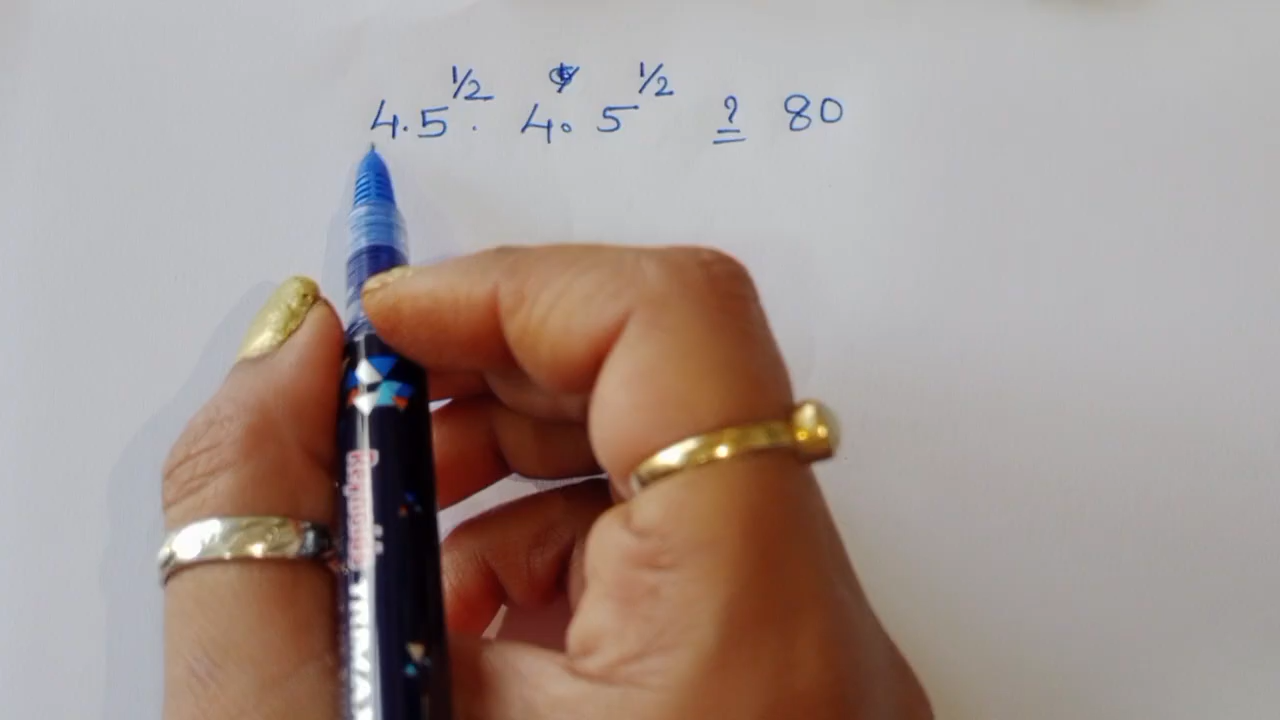 4.5^{1/2} . 4. 5^{1/2} ≟ 80